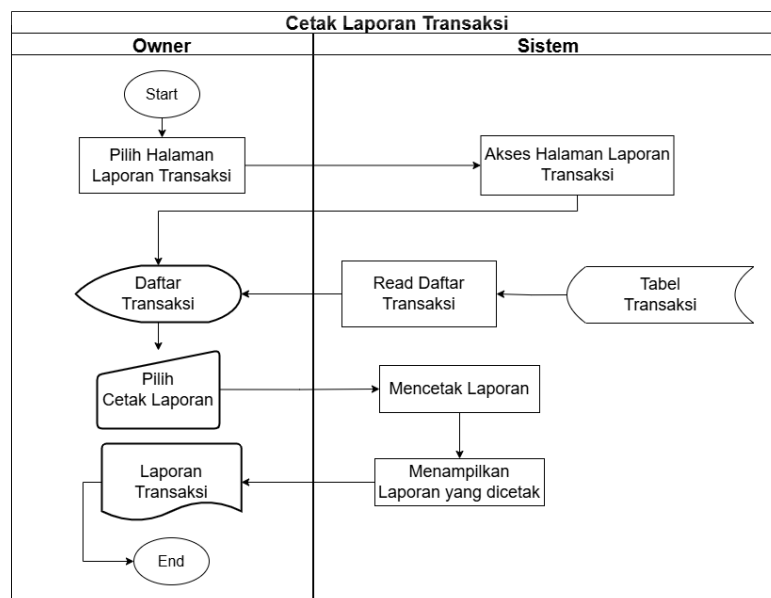 Cetak Laporan Transaksi
Owner
Sistem
Start
Pilih Halaman
Laporan Transaksi
Akses Halaman Laporan
Transaksi
Daftar
Transaksi
Read Daftar
Transaksi
Tabel
Transaksi
Pilih
Cetak Laporan
Mencetak Laporan
Laporan
Transaksi
Menampilkan
Laporan yang dicetak
End